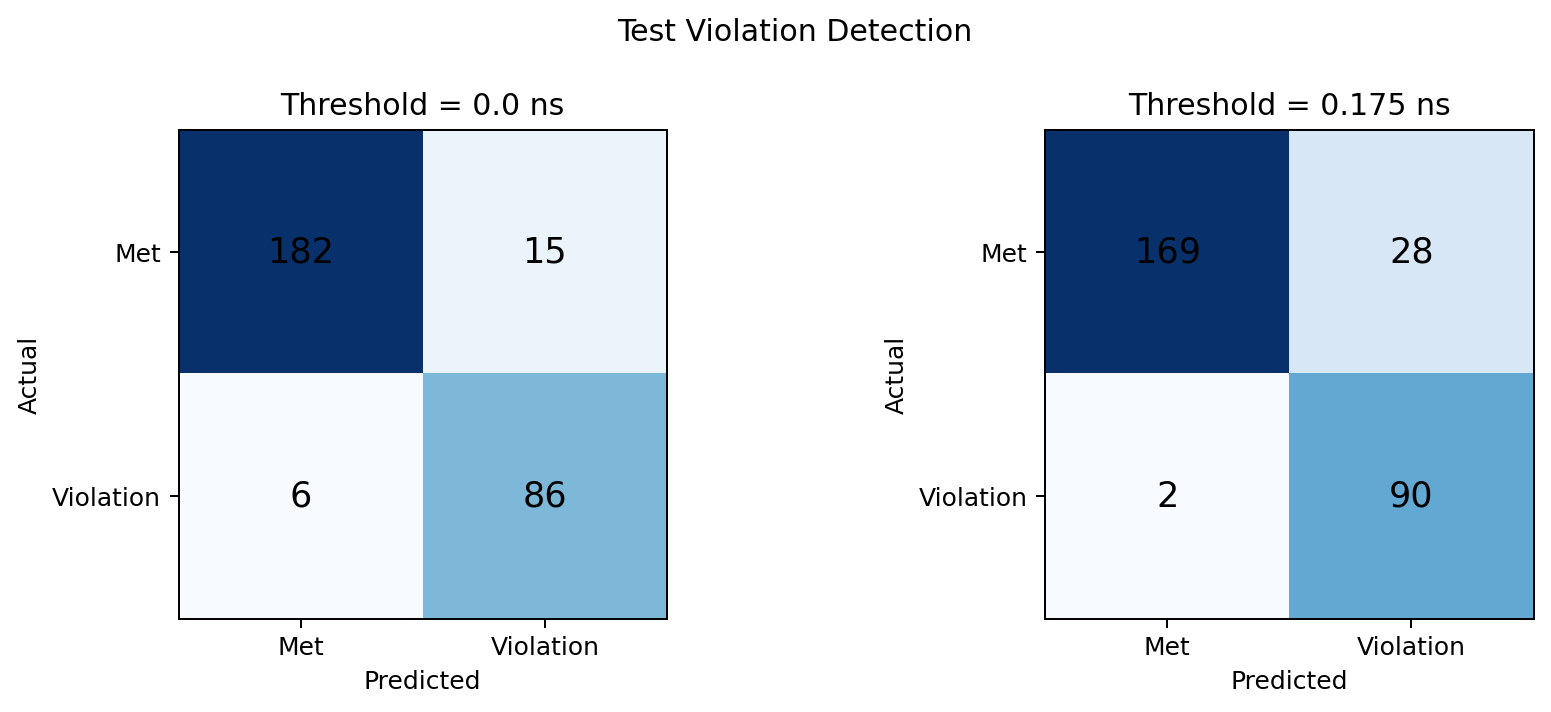 Test Violation Detection
Threshold = 0.0 ns
Met
182
15
Actual
Violation
6
86
Met
Violation
Predicted
Threshold = 0.175 ns
Met
169
28
Actual
Violation
2
90
Met
Violation
Predicted